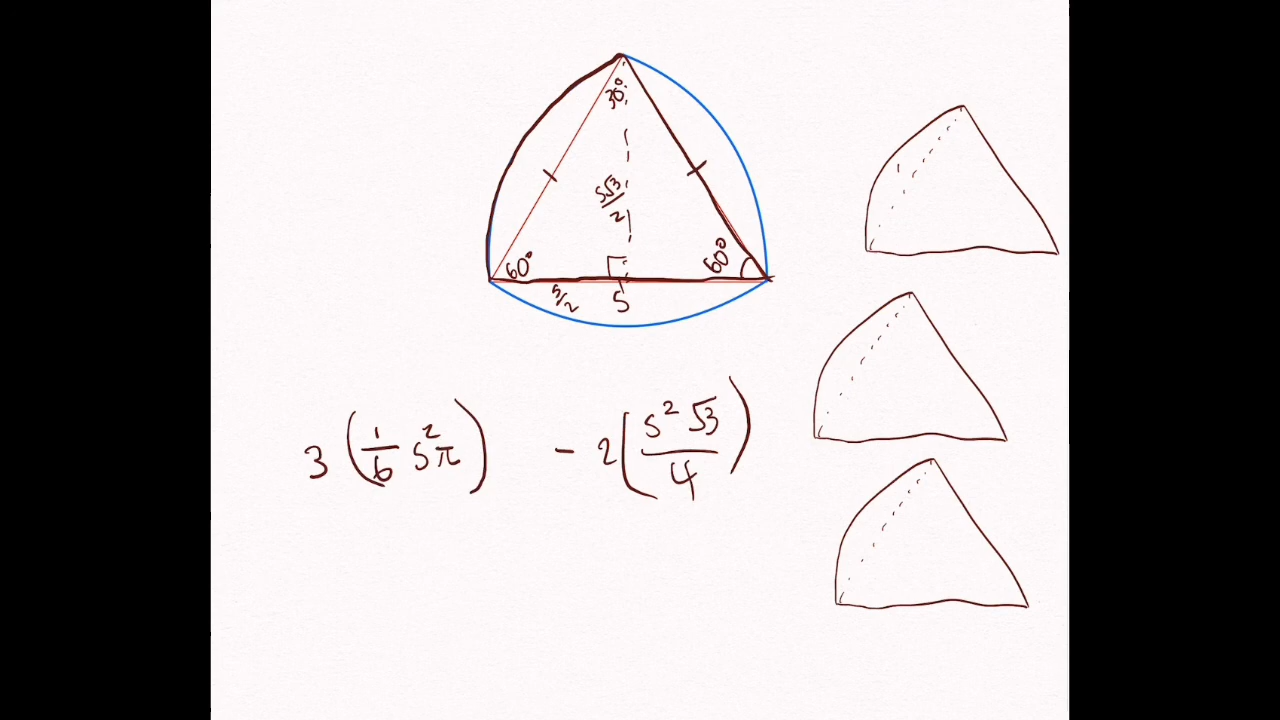 30°
s√3/2
60° 60°
s/2 S
3 (1/6 s²π) - 2(s²√3/4)